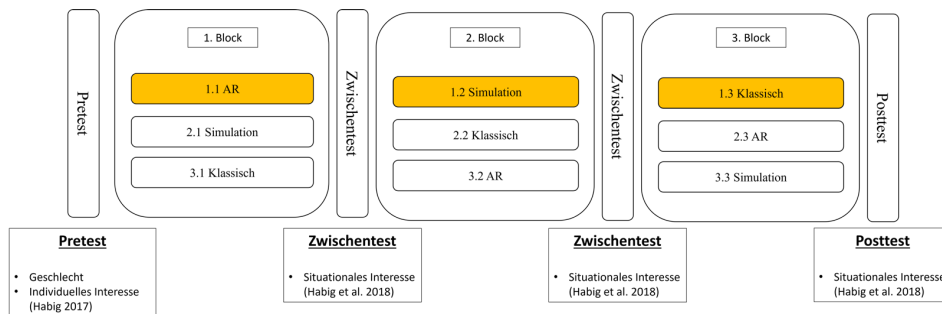 Pretest
1. Block
1.1 AR
2.1 Simulation
3.1 Klassisch
Zwischentest
2. Block
1.2 Simulation
2.2 Klassisch
3.2 AR
Zwischentest
3. Block
1.3 Klassisch
2.3 AR
3.3 Simulation
Posttest
Pretest
• Geschlecht
• Individuelles Interesse
(Habig 2017)
Zwischentest
• Situationales Interesse
(Habig et al. 2018)
Zwischentest
• Situationales Interesse
(Habig et al. 2018)
Posttest
• Situationales Interesse
(Habig et al. 2018)